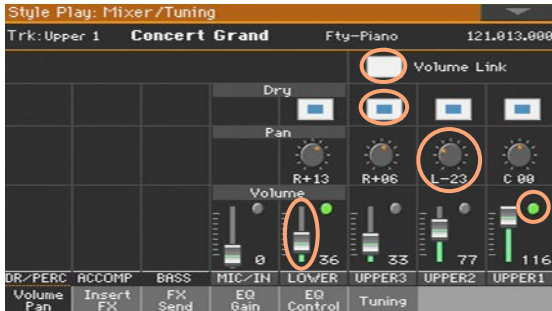 Style Play: Mixer/Tuning
Trk:Upper 1 Concert Grand Fty-Piano 121.013.000
Volume Link
Dry
Pan
R+13 R+06 L-23 C 00
Volume
0 36 33 77 116
DR/PERC ACCOMP BASS MIC/IN LOWER UPPER3 UPPER2 UPPER1
Volume Pan Insert FX FX Send EQ Gain EQ Control Tuning